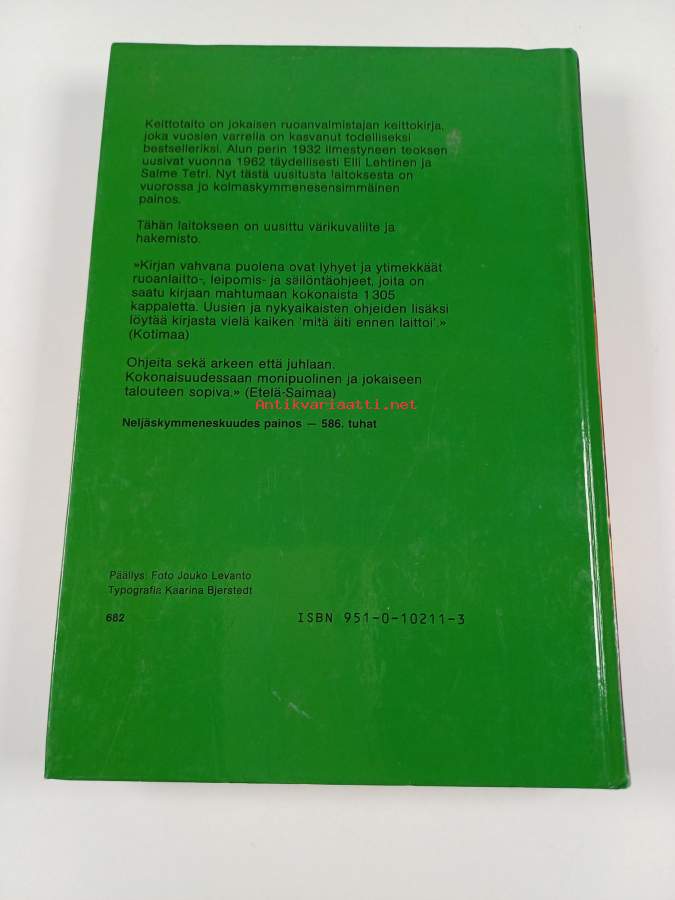 Keittotaito on jokaisen ruoanvalmistajan keittokirja,
joka vuosien varrella on kasvanut todelliseksi
bestselleriksi. Alun perin 1932 ilmestyneen teoksen
uusivat vuonna 1962 täydellisesti Elli Lehtinen ja
Salme Tetri. Nyt tästä uusitusta laitoksesta on
vuorossa jo kolmaskymmenesensimmäinen
painos.
Tähän laitokseen on uusittu värikuvaliite ja
hakemisto.
»Kirjan vahvana puolena ovat lyhyet ja ytimekkäät
ruoanlaitto-, leipomis- ja säilöntäohjeet, joita on
saatu kirjaan mahtumaan kokonaista 1 305
kappaletta. Uusien ja nykyaikaisten ohjeiden lisäksi
löytää kirjasta vielä kaiken 'mitä äiti ennen laittoi'.»
(Kotimaa)
Ohjeita sekä arkeen että juhlaan.
Kokonaisuudessaan monipuolinen ja jokaiseen
talouteen sopiva.» (Etelä-Saimaa)
Antikvariaatti.net
Neljäskymmeneskuudes painos — 586. tuhat
Päällys: Foto Jouko Levanto
Typografia Kaarina Bjerstedt
682
ISBN 951-0-10211-3